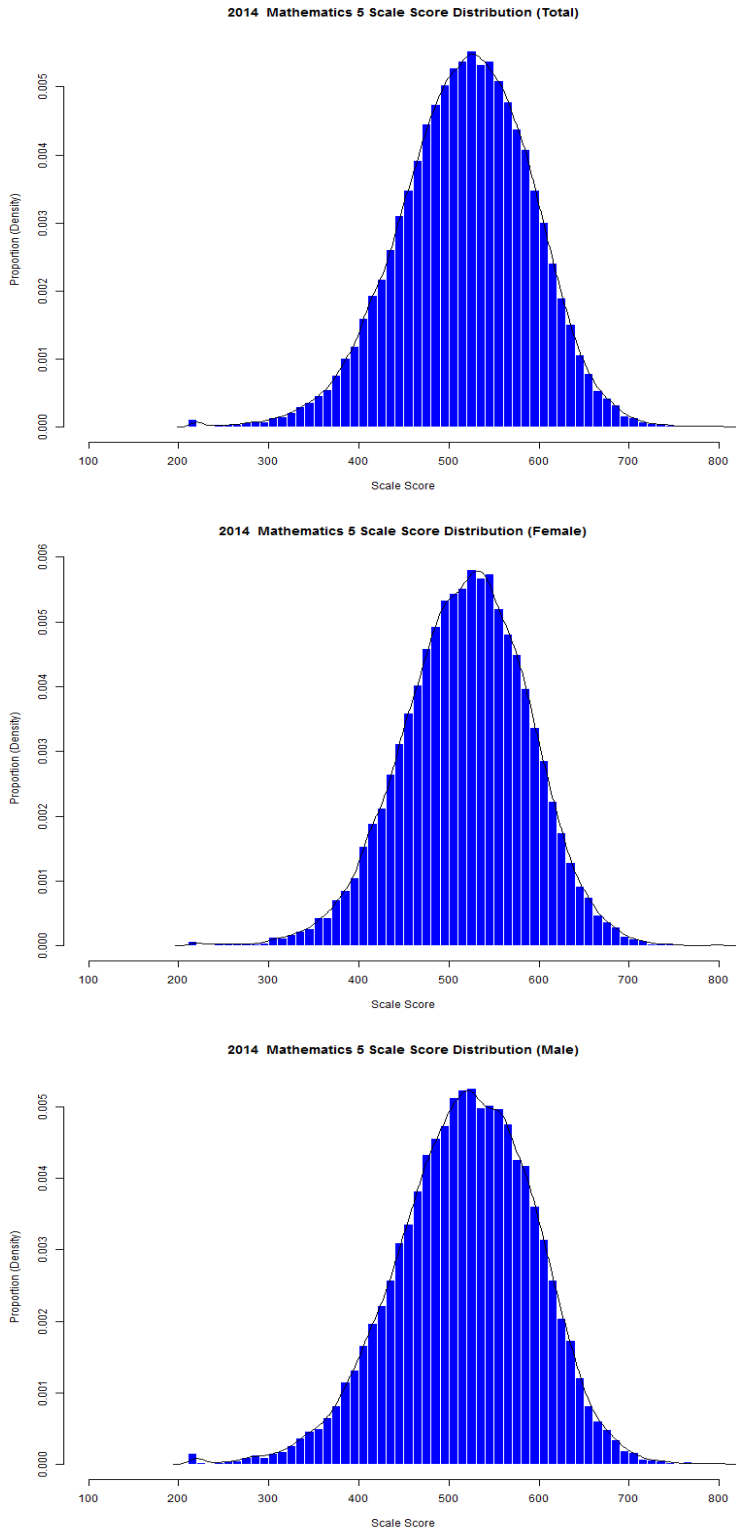 2014 Mathematics 5 Scale Score Distribution (Total)
Proportion (Density)
0.005
0.004
0.003
0.002
0.001
0.000
100 200 300 400 500 600 700 800
Scale Score
2014 Mathematics 5 Scale Score Distribution (Female)
Proportion (Density)
0.006
0.005
0.004
0.003
0.002
0.001
0.000
100 200 300 400 500 600 700 800
Scale Score
2014 Mathematics 5 Scale Score Distribution (Male)
Proportion (Density)
0.005
0.004
0.003
0.002
0.001
0.000
100 200 300 400 500 600 700 800
Scale Score